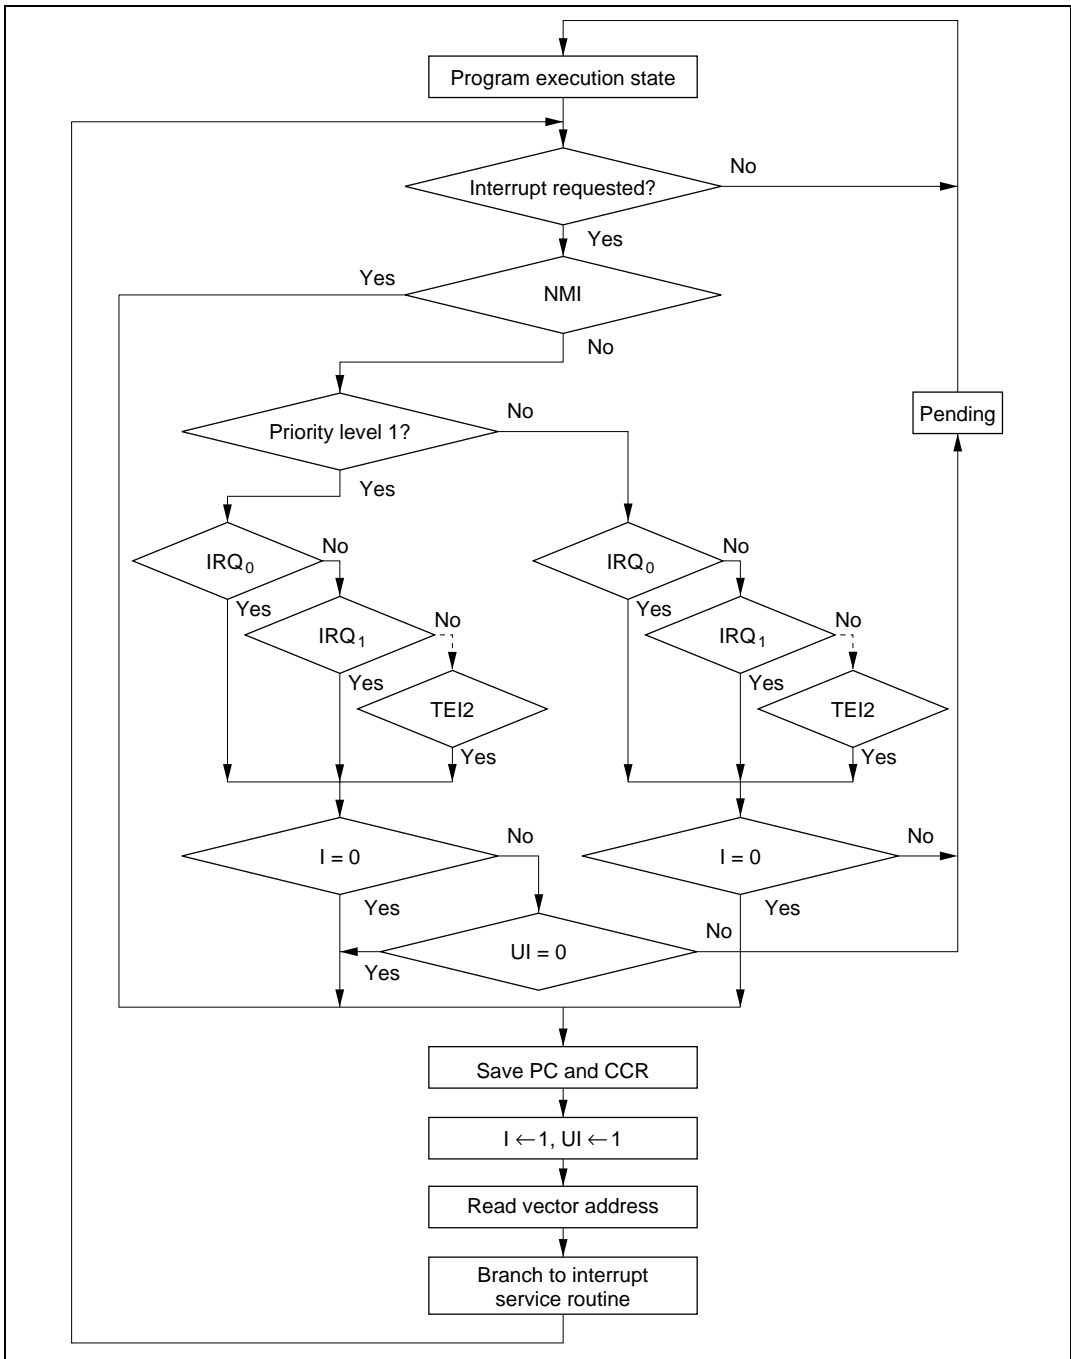 Program execution state
No
Interrupt requested?
Yes
Yes
NMI
No
Pending
No
Priority level 1?
Yes
No
No
IRQ0
IRQ0
Yes
No
Yes
No
IRQ1
IRQ1
Yes
Yes
TEI2
TEI2
Yes
Yes
No
No
I = 0
I = 0
Yes
Yes
No
UI = 0
Yes
Save PC and CCR
I ←1, UI ←1
Read vector address
Branch to interrupt
service routine